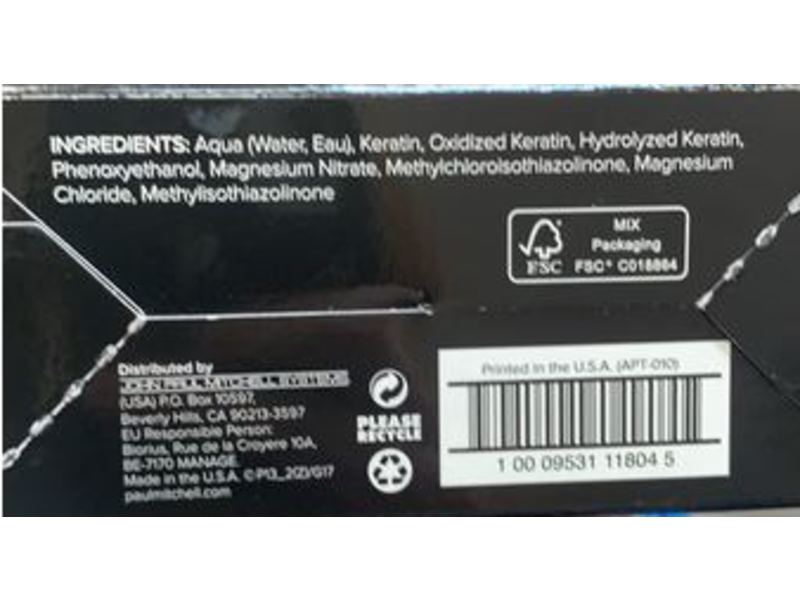 INGREDIENTS: Aqua (Water, Eau), Keratin, Oxidized Keratin, Hydrolyzed Keratin,
Phenoxyethanol, Magnesium Nitrate, Methylchloroisothiazolinone, Magnesium
Chloride, Methylisothiazolinone
MIX
Packaging
FSC
FSC® C018864
Distributed by
JOHN PAUL MITCHELL SYSTEMS
(USA) P.O. Box 10597,
Beverly Hills, CA 90213-3597
EU Responsible Person:
Biorius, Rue de la Croyere 10A,
BE-7170 MANAGE
Made in the U.S.A. ©P13_2(Z)/G17
paulmitchell.com
PLEASE
RECYCLE
Printed in the U.S.A. (APT-010)
1 00 09531 11804 5